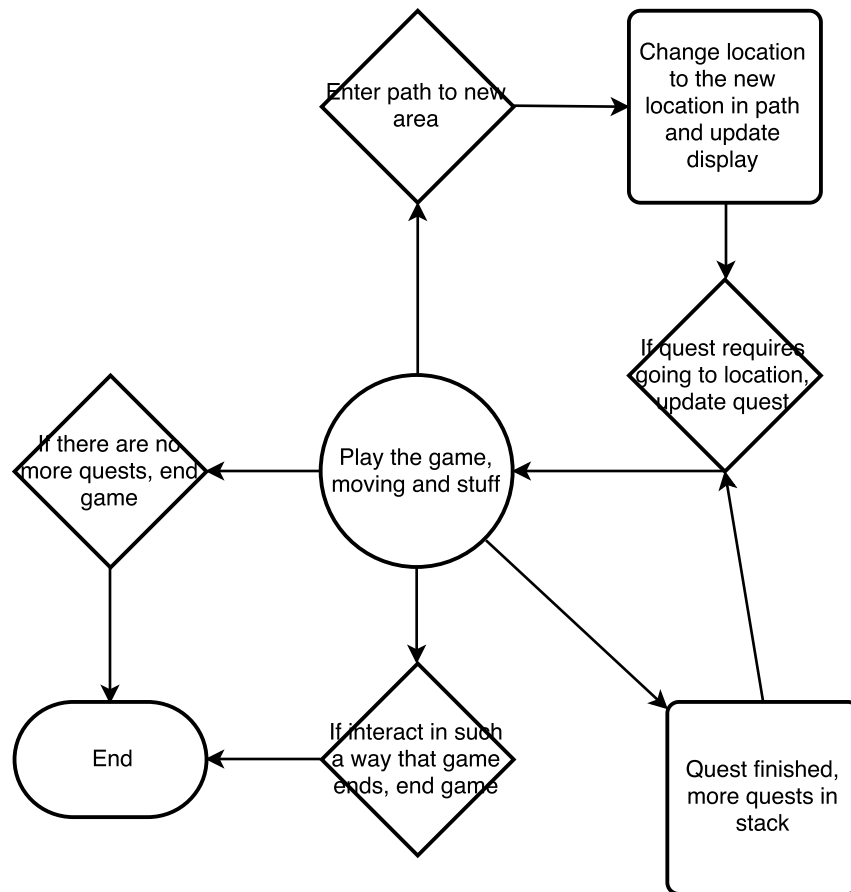 Enter path to new
area
Change location
to the new
location in path
and update
display
If quest requires
going to location,
update quest
If there are no
more quests, end
game
Play the game,
moving and stuff
End
If interact in such
a way that game
ends, end game
Quest finished,
more quests in
stack